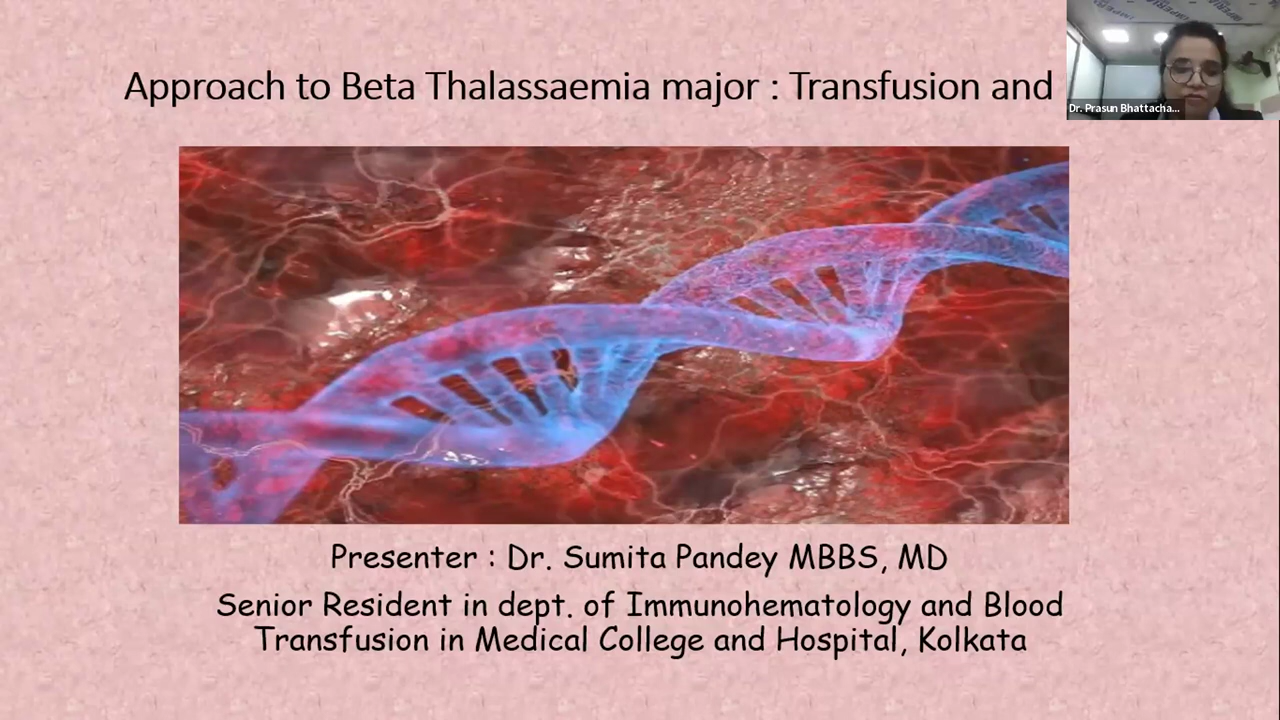 Approach to Beta Thalassaemia major : Transfusion and
Dr. Prasun Bhattacha...
Presenter : Dr. Sumita Pandey MBBS, MD
Senior Resident in dept. of Immunohematology and Blood
Transfusion in Medical College and Hospital, Kolkata